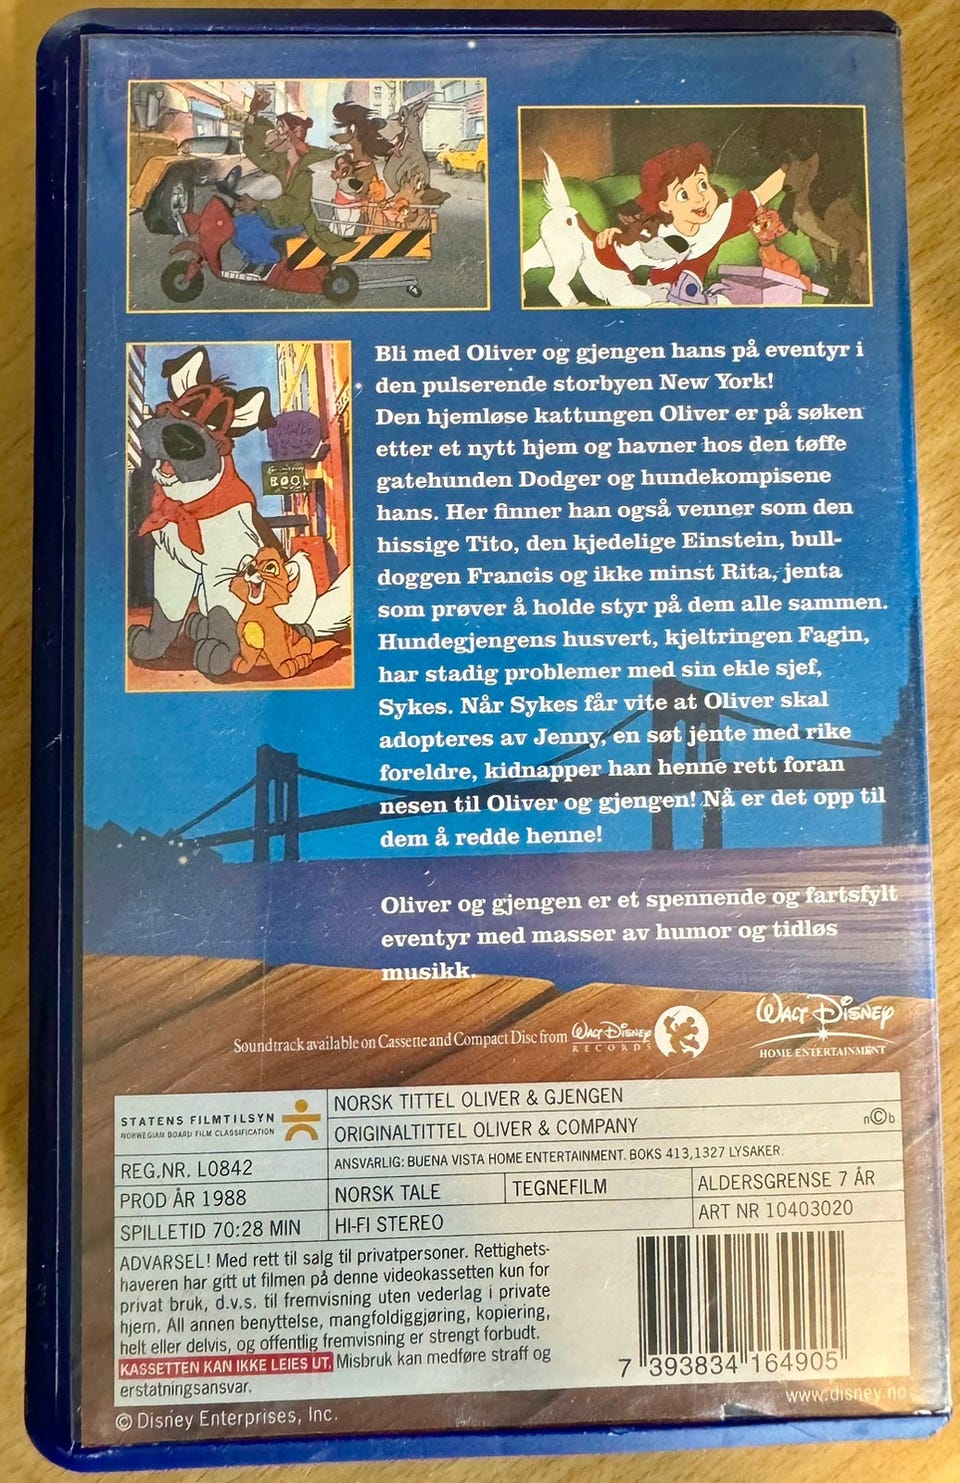 Bli med Oliver og gjengen hans på eventyr i
den pulserende storbyen New York!
Den hjemløse kattungen Oliver er på søken
etter et nytt hjem og havner hos den tøffe
gatehunden Dodger og hundekompisene
hans. Her finner han også venner som den
hissige Tito, den kjedelige Einstein, bull-
doggen Francis og ikke minst Rita, jenta
som prøver å holde styr på dem alle sammen.
Hundegjengens husvert, kjeltringen Fagin,
har stadig problemer med sin ekle sjef,
Sykes. Når Sykes får vite at Oliver skal
adopteres av Jenny, en søt jente med rike
foreldre, kidnapper han henne rett foran
nesen til Oliver og gjengen! Nå er det opp til
dem å redde henne!
Oliver og gjengen er et spennende og fartsfylt
eventyr med masser av humor og tidløs
musikk.
Soundtrack available on Cassette and Compact Disc from WALT DISNEY RECORDS
WALT DISNEY
HOME ENTERTAINMENT
STATENS FILMTILSYN
NORWEGIAN BOARD FILM CLASSIFICATION
NORSK TITTEL OLIVER & GJENGEN
ORIGINALTITTEL OLIVER & COMPANY
n©b
REG.NR. L0842
ANSVARLIG: BUENA VISTA HOME ENTERTAINMENT. BOKS 413,1327 LYSAKER.
PROD ÅR 1988
NORSK TALE
TEGNEFILM
ALDERSGRENSE 7 ÅR
SPILLETID 70:28 MIN
HI-FI STEREO
ART NR 10403020
ADVARSEL! Med rett til salg til privatpersoner. Rettighets-
haveren har gitt ut filmen på denne videokassetten kun for
privat bruk, d.v.s. til fremvisning uten vederlag i private
hjem. All annen benyttelse, mangfoldiggjøring, kopiering,
helt eller delvis, og offentlig fremvisning er strengt forbudt.
KASSETTEN KAN IKKE LEIES UT. Misbruk kan medføre straff og
erstatningsansvar.
7 393834 164905
www.disney.no
© Disney Enterprises, Inc.